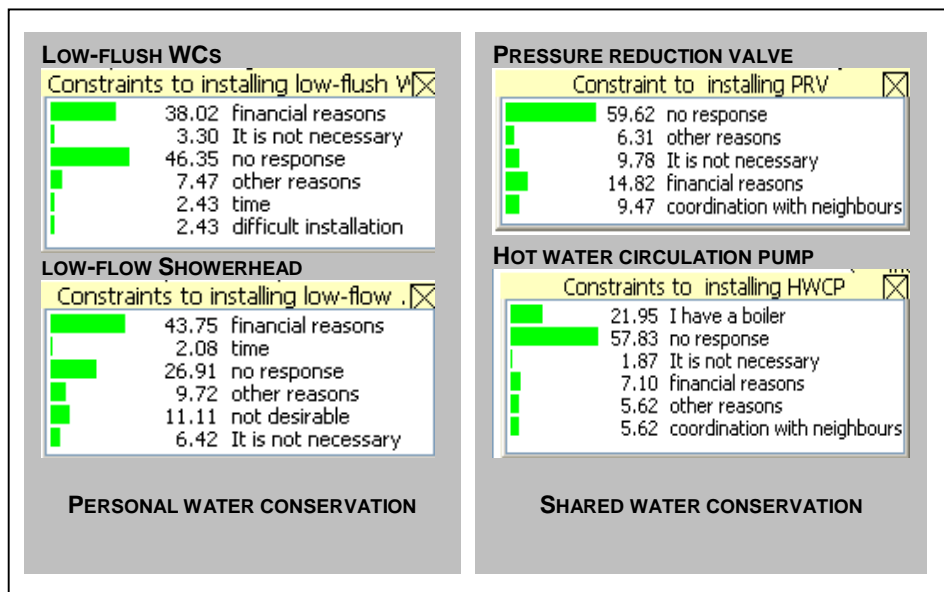 LOW-FLUSH WCS
Constraints to installing low-flush W
38.02 financial reasons
3.30 It is not necessary
46.35 no response
7.47 other reasons
2.43 time
2.43 difficult installation
LOW-FLOW SHOWERHEAD
Constraints to installing low-flow .
43.75 financial reasons
2.08 time
26.91 no response
9.72 other reasons
11.11 not desirable
6.42 It is not necessary
PERSONAL WATER CONSERVATION
PRESSURE REDUCTION VALVE
Constraint to installing PRV
59.62 no response
6.31 other reasons
9.78 It is not necessary
14.82 financial reasons
9.47 coordination with neighbours
HOT WATER CIRCULATION PUMP
Constraints to installing HWCP
21.95 I have a boiler
57.83 no response
1.87 It is not necessary
7.10 financial reasons
5.62 other reasons
5.62 coordination with neighbours
SHARED WATER CONSERVATION